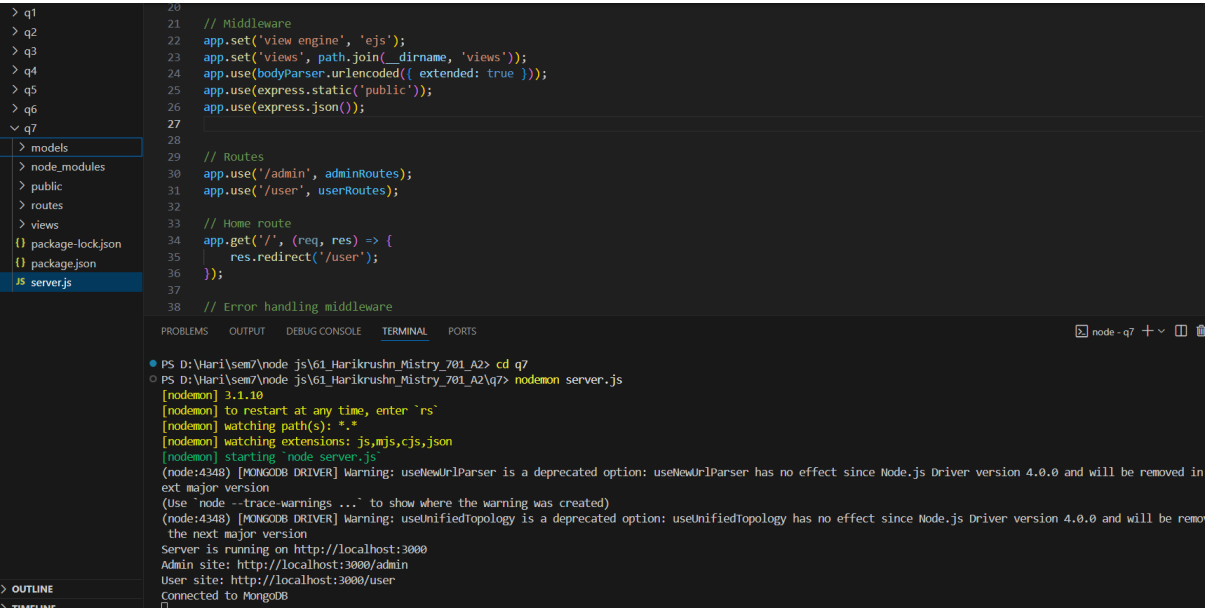 > q1
> q2
> q3
> q4
> q5
> q6
∨ q7
> models
> node_modules
> public
> routes
> views
{} package-lock.json
{} package.json
JS server.js
> OUTLINE
> TIMELINE
20
21 // Middleware
22 app.set('view engine', 'ejs');
23 app.set('views', path.join(__dirname, 'views'));
24 app.use(bodyParser.urlencoded({ extended: true }));
25 app.use(express.static('public'));
26 app.use(express.json());
27
28
29 // Routes
30 app.use('/admin', adminRoutes);
31 app.use('/user', userRoutes);
32
33 // Home route
34 app.get('/', (req, res) => {
35 res.redirect('/user');
36 });
37
38 // Error handling middleware
PROBLEMS OUTPUT DEBUG CONSOLE TERMINAL PORTS
node - q7
PS D:\Hari\sem7\node js\61_Harikrushn_Mistry_701_A2> cd q7
PS D:\Hari\sem7\node js\61_Harikrushn_Mistry_701_A2\q7> nodemon server.js
[nodemon] 3.1.10
[nodemon] to restart at any time, enter `rs`
[nodemon] watching path(s): *.*
[nodemon] watching extensions: js,mjs,cjs,json
[nodemon] starting `node server.js`
(node:4348) [MONGODB DRIVER] Warning: useNewUrlParser is a deprecated option: useNewUrlParser has no effect since Node.js Driver version 4.0.0 and will be removed in
ext major version
(Use `node --trace-warnings ...` to show where the warning was created)
(node:4348) [MONGODB DRIVER] Warning: useUnifiedTopology is a deprecated option: useUnifiedTopology has no effect since Node.js Driver version 4.0.0 and will be remov
the next major version
Server is running on http://localhost:3000
Admin site: http://localhost:3000/admin
User site: http://localhost:3000/user
Connected to MongoDB